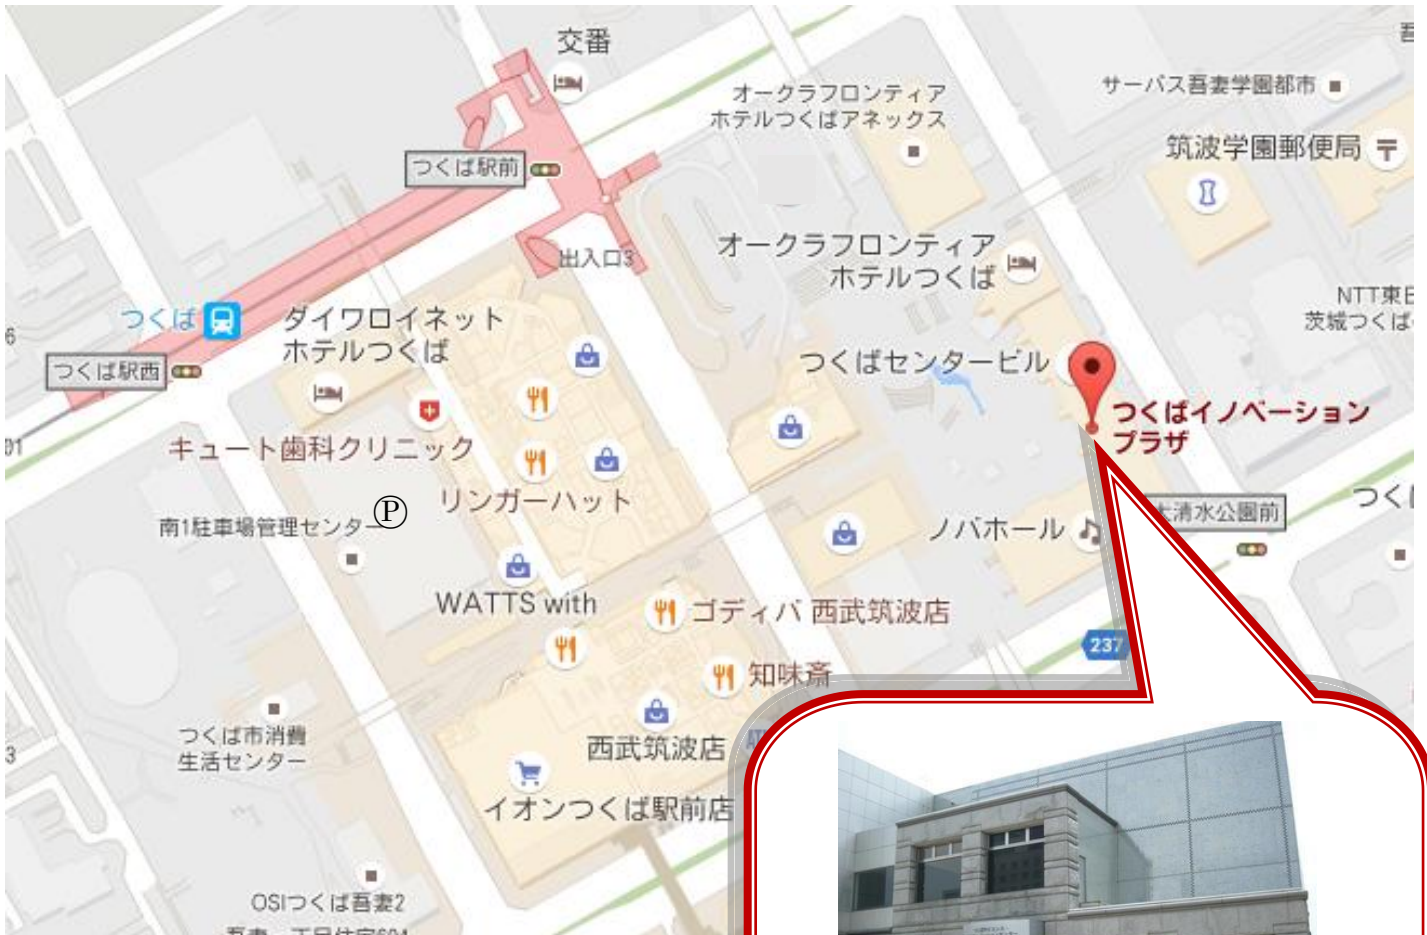 交番
オークラフロンティア
ホテルつくばアネックス
サーパス吾妻学園都市
筑波学園郵便局
つくば駅前
出入口3
オークラフロンティア
ホテルつくば
NTT東日
茨城つくば
つくば
つくば駅西
ダイワロイネット
ホテルつくば
つくばセンタービル
つくばイノベーション
プラザ
キュート歯科クリニック
リンガーハット
Ⓟ
南1駐車場管理センター
ノバホール
大清水公園前
つくば
WATTS with
ゴディバ 西武筑波店
237
知味斎
つくば市消費
生活センター
西武筑波店
イオンつくば駅前店
OSIつくば吾妻2